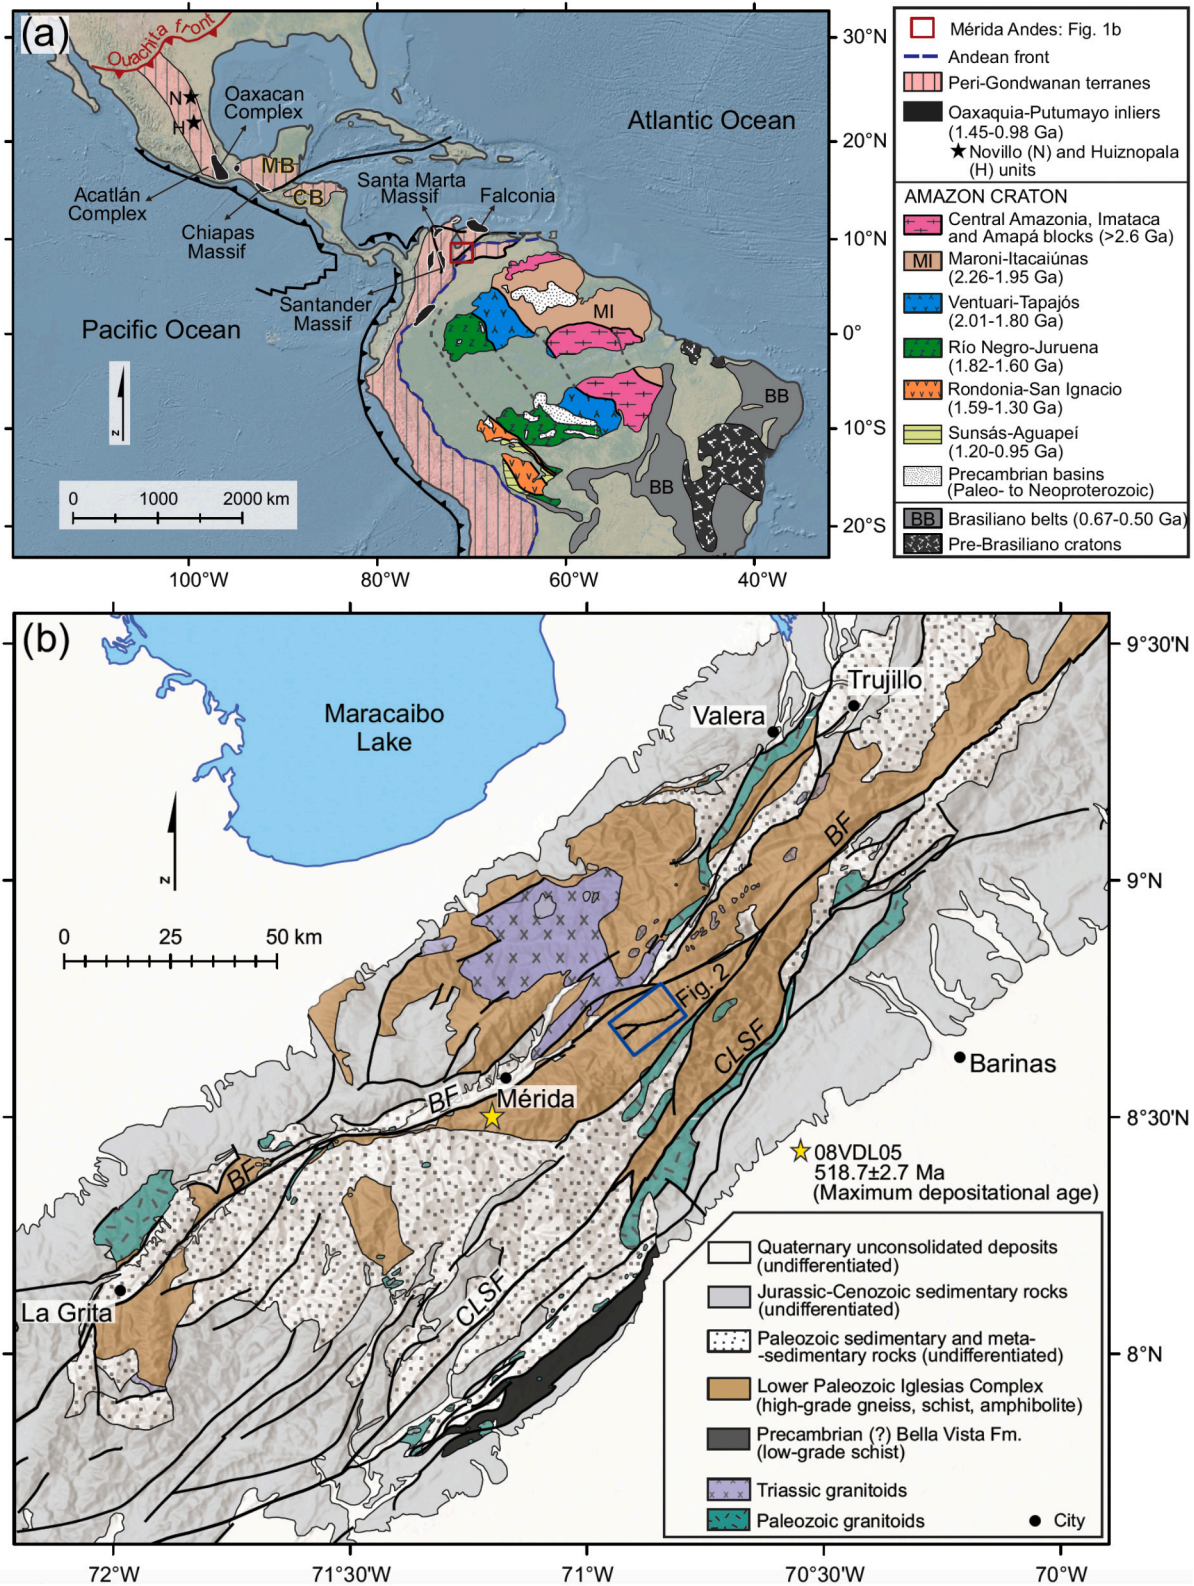 (a)
Ouachita front
N
H
Oaxacan
Complex
MB
CB
Acatlán
Complex
Chiapas
Massif
Santa Marta
Massif
Falconia
Santander
Massif
Atlantic Ocean
Pacific Ocean
MI
BB
BB
N
0 1000 2000 km
30°N
20°N
10°N
0°
10°S
20°S
100°W 80°W 60°W 40°W
Mérida Andes: Fig. 1b
Andean front
Peri-Gondwanan terranes
Oaxaquia-Putumayo inliers
(1.45-0.98 Ga)
Novillo (N) and Huiznopala
(H) units
AMAZON CRATON
Central Amazonia, Imataca
and Amapá blocks (>2.6 Ga)
MI Maroni-Itacaiúnas
(2.26-1.95 Ga)
Ventuari-Tapajós
(2.01-1.80 Ga)
Río Negro-Juruena
(1.82-1.60 Ga)
Rondonia-San Ignacio
(1.59-1.30 Ga)
Sunsás-Aguapeí
(1.20-0.95 Ga)
Precambrian basins
(Paleo- to Neoproterozoic)
BB Brasiliano belts (0.67-0.50 Ga)
Pre-Brasiliano cratons
(b)
Maracaibo
Lake
Valera
Trujillo
BF
N
0 25 50 km
Fig. 2
CLSF
Barinas
BF
Mérida
BF
La Grita
CLSF
08VDL05
518.7±2.7 Ma
(Maximum depositational age)
Quaternary unconsolidated deposits
(undifferentiated)
Jurassic-Cenozoic sedimentary rocks
(undifferentiated)
Paleozoic sedimentary and meta-
-sedimentary rocks (undifferentiated)
Lower Paleozoic Iglesias Complex
(high-grade gneiss, schist, amphibolite)
Precambrian (?) Bella Vista Fm.
(low-grade schist)
Triassic granitoids
Paleozoic granitoids
City
9°30'N
9°N
8°30'N
8°N
72°W 71°30'W 71°W 70°30'W 70°W